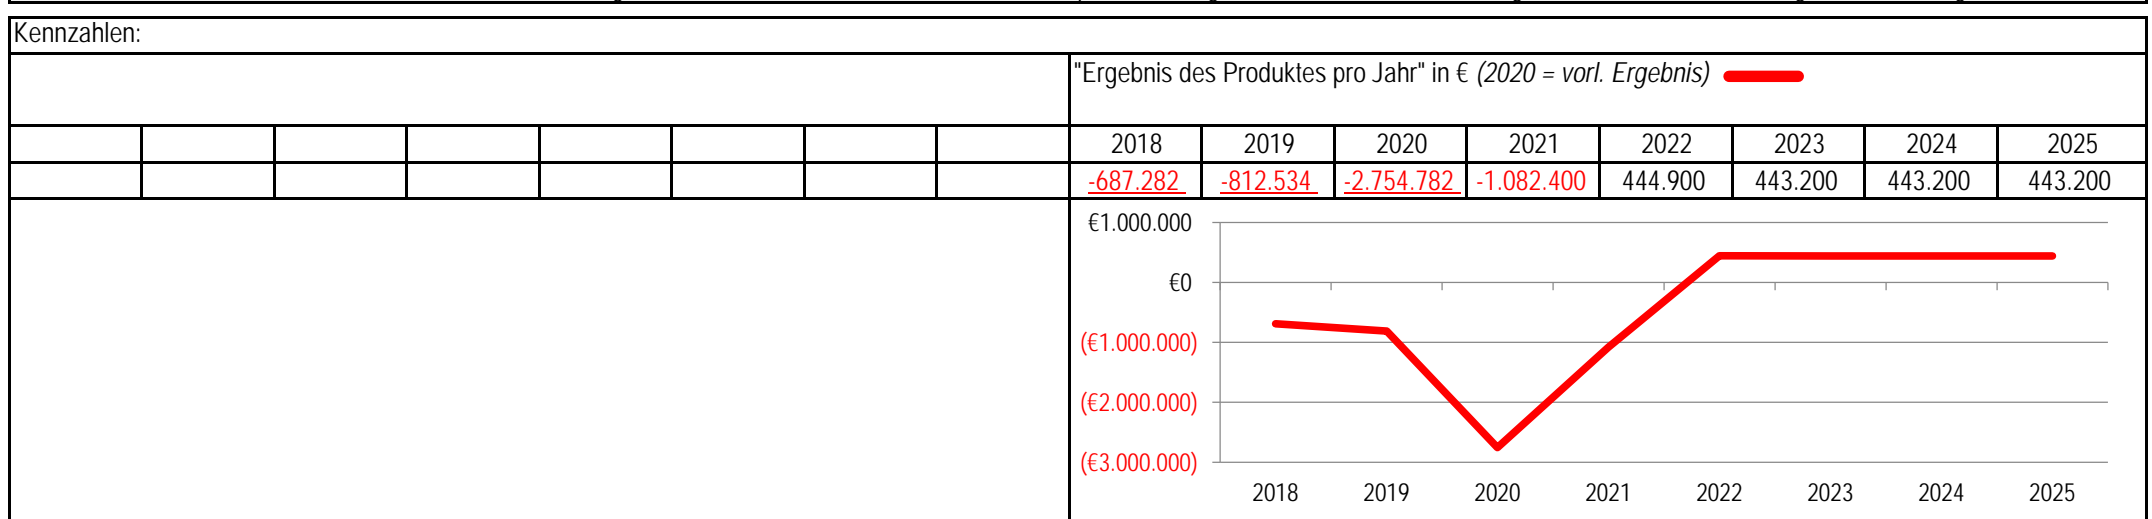 Kennzahlen:
"Ergebnis des Produktes pro Jahr" in € (2020 = vorl. Ergebnis)
2018 2019 2020 2021 2022 2023 2024 2025
-687.282 -812.534 -2.754.782 -1.082.400 444.900 443.200 443.200 443.200
€1.000.000
€0
(€1.000.000)
(€2.000.000)
(€3.000.000)
2018 2019 2020 2021 2022 2023 2024 2025